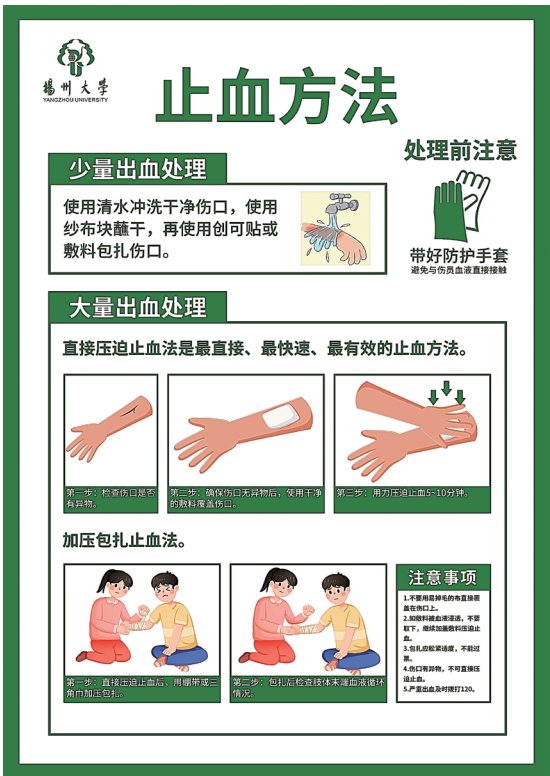 揚州大学
YANGZHOU UNIVERSITY
止血方法
处理前注意
带好防护手套
避免与伤员血液直接接触
少量出血处理
使用清水冲洗干净伤口，使用
纱布块蘸干，再使用创可贴或
敷料包扎伤口。
大量出血处理
直接压迫止血法是最直接、最快速、最有效的止血方法。
第一步：检查伤口是否
有异物。
第二步：确保伤口无异物后，使用干净
的敷料覆盖伤口。
第三步：用力压迫止血5~10分钟。
加压包扎止血法。
第一步：直接压迫止血后，用绷带或三
角巾加压包扎。
第二步：包扎后检查肢体末端血液循环
情况。
注意事项
1.不要用易掉毛的布直接覆
盖在伤口上。
2.如敷料被血液浸透，不要
取下，继续加盖敷料压迫止
血。
3.包扎应松紧适度，不能过
紧。
4.伤口有异物，不可直接压
迫止血。
5.严重出血及时拨打120。